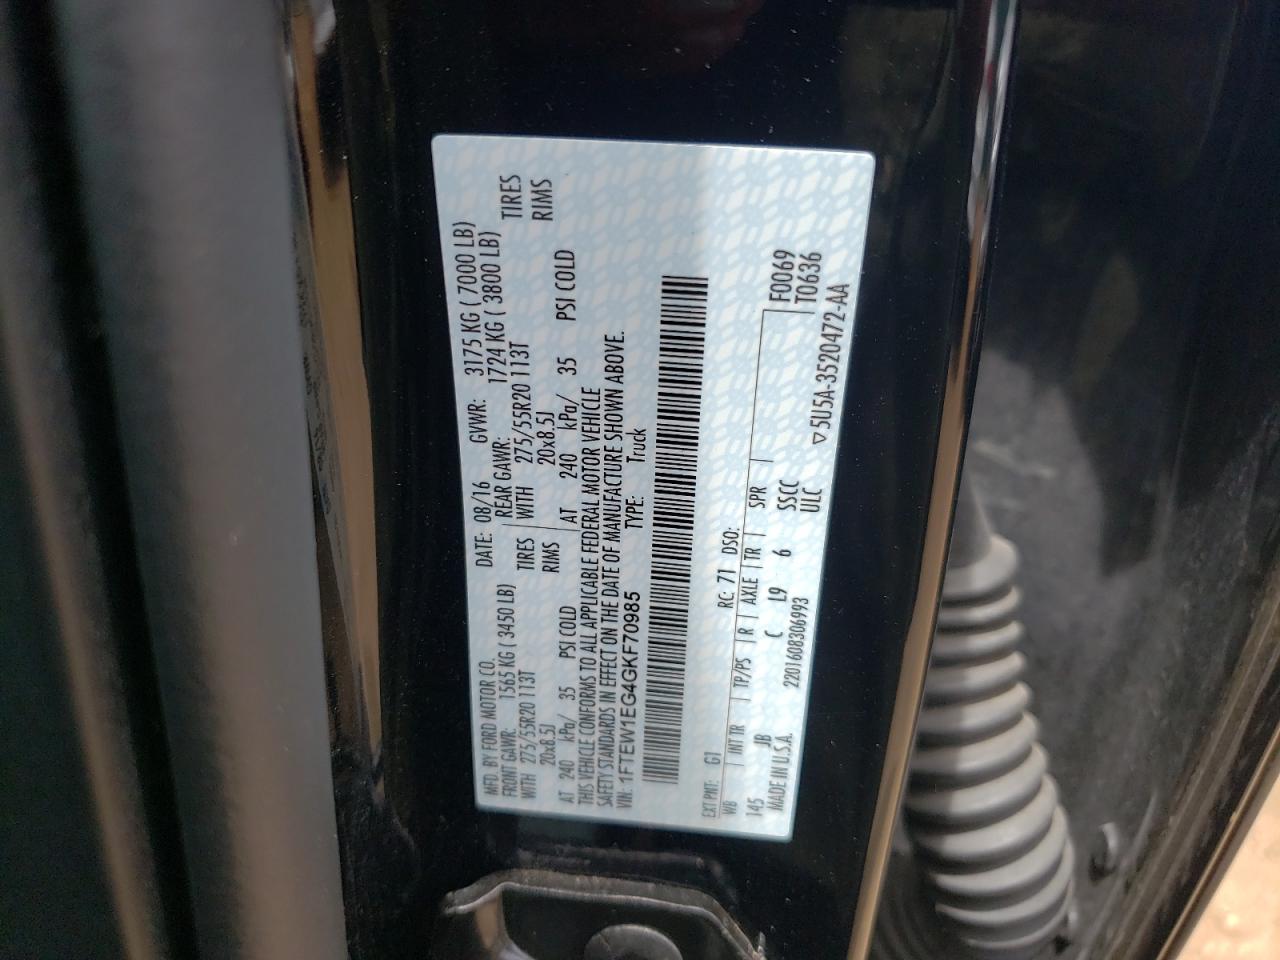 MFD. BY FORD MOTOR CO.
DATE: 08/16 GVWR: 3175 KG ( 7000 LB)
FRONT GAWR: 1565 KG ( 3450 LB) REAR GAWR: 1724 KG ( 3800 LB)
WITH 275/55R20 113T TIRES WITH 275/55R20 113T TIRES
20x8.5J RIMS 20x8.5J RIMS
AT 240 kPa/ 35 PSI COLD AT 240 kPa/ 35 PSI COLD
THIS VEHICLE CONFORMS TO ALL APPLICABLE FEDERAL MOTOR VEHICLE
SAFETY STANDARDS IN EFFECT ON THE DATE OF MANUFACTURE SHOWN ABOVE.
VIN: 1FTEW1EG4GKF70985 TYPE: Truck
EXT PNT: G1 RC: 71 DSO:
WB INT TR TP/PS R AXLE TR SPR F0069
145 JB C L9 6 SSCC T0636
MADE IN U.S.A. 2201608306993 ULC ▽5U5A-3520472-AA